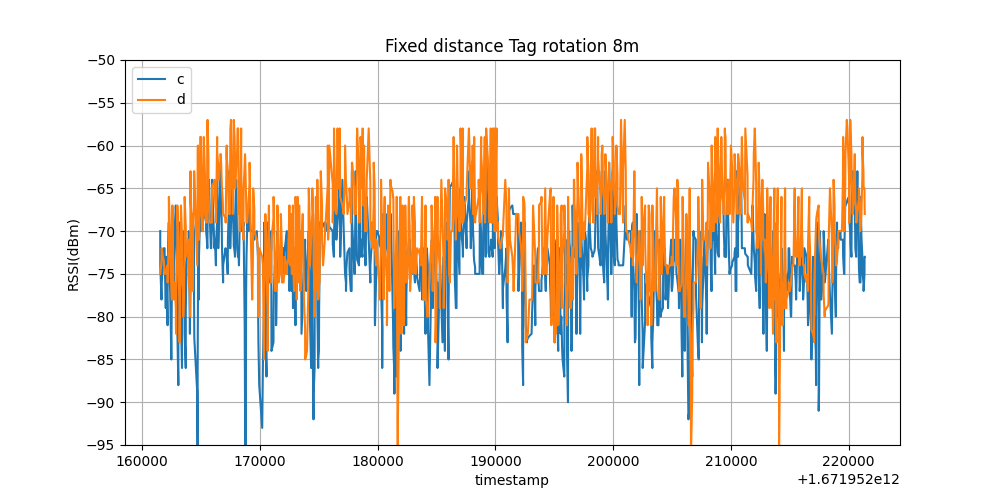 Fixed distance Tag rotation 8m
c
d
RSSI(dBm)
−50
−55
−60
−65
−70
−75
−80
−85
−90
−95
160000 170000 180000 190000 200000 210000 220000
timestamp
+1.671952e12